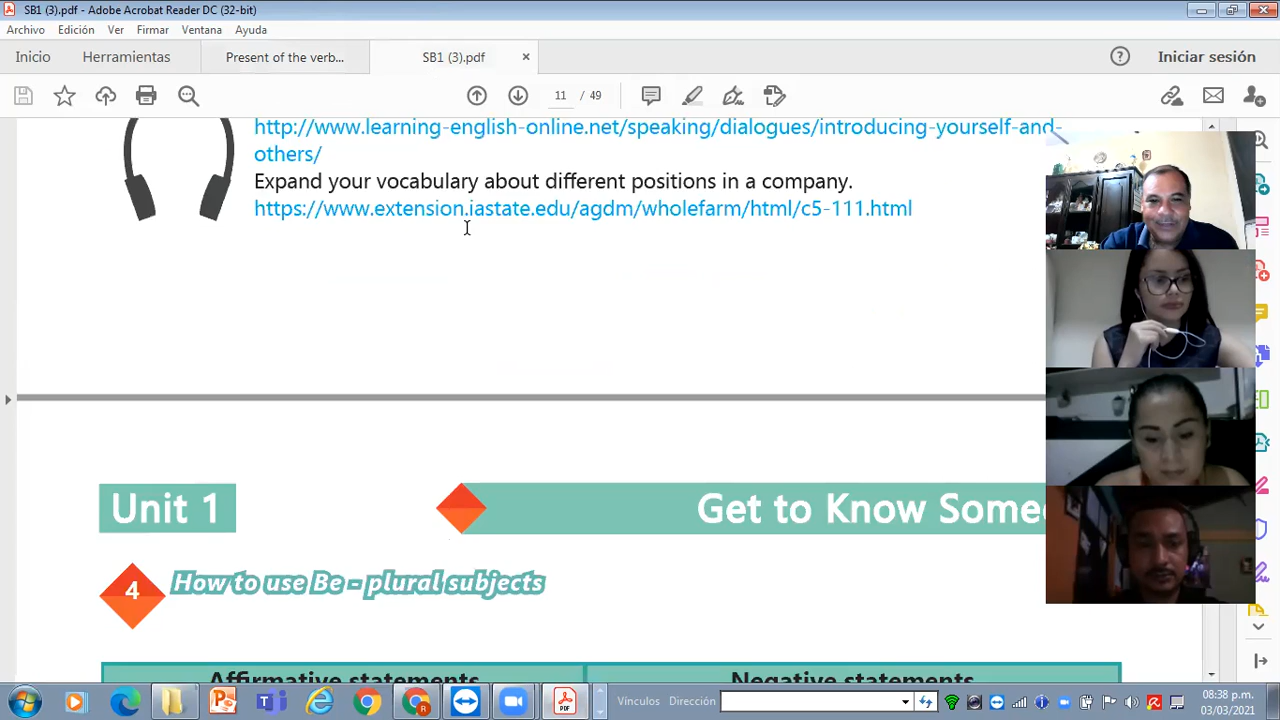 SB1 (3).pdf - Adobe Acrobat Reader DC (32-bit)
Archivo Edición Ver Firmar Ventana Ayuda
Inicio Herramientas Present of the verb... SB1 (3).pdf × Iniciar sesión
11 / 49
http://www.learning-english-online.net/speaking/dialogues/introducing-yourself-and-
others/
Expand your vocabulary about different positions in a company.
https://www.extension.iastate.edu/agdm/wholefarm/html/c5-111.html
Unit 1
Get to Know Some
4
How to use Be - plural subjects
Affirmative statements Negative statements
Vínculos Dirección
08:38 p.m.
03/03/2021